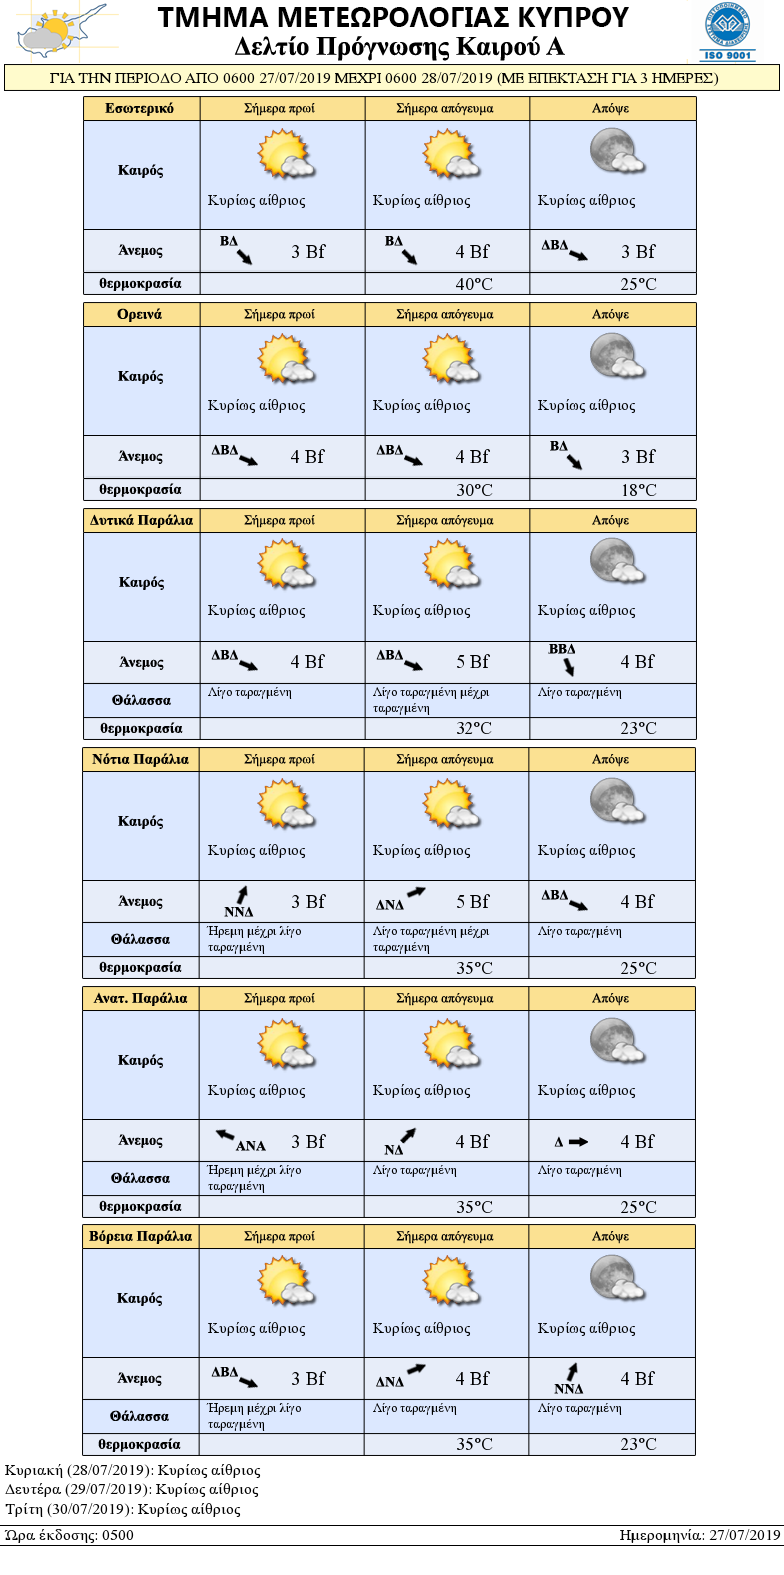 ΤΜΗΜΑ ΜΕΤΕΩΡΟΛΟΓΙΑΣ ΚΥΠΡΟΥ
Δελτίο Πρόγνωσης Καιρού Α
ISO 9001
ΓΙΑ ΤΗΝ ΠΕΡΙΟΔΟ ΑΠΟ 0600 27/07/2019 ΜΕΧΡΙ 0600 28/07/2019 (ΜΕ ΕΠΕΚΤΑΣΗ ΓΙΑ 3 ΗΜΕΡΕΣ)
Εσωτερικό Σήμερα πρωί Σήμερα απόγευμα Απόψε
Καιρός
Κυρίως αίθριος Κυρίως αίθριος Κυρίως αίθριος
Άνεμος ΒΔ 3 Bf ΒΔ 4 Bf ΔΒΔ 3 Bf
θερμοκρασία 40°C 25°C
Ορεινά Σήμερα πρωί Σήμερα απόγευμα Απόψε
Καιρός
Κυρίως αίθριος Κυρίως αίθριος Κυρίως αίθριος
Άνεμος ΔΒΔ 4 Bf ΔΒΔ 4 Bf ΒΔ 3 Bf
θερμοκρασία 30°C 18°C
Δυτικά Παράλια Σήμερα πρωί Σήμερα απόγευμα Απόψε
Καιρός
Κυρίως αίθριος Κυρίως αίθριος Κυρίως αίθριος
Άνεμος ΔΒΔ 4 Bf ΔΒΔ 5 Bf ΒΒΔ 4 Bf
Θάλασσα Λίγο ταραγμένη Λίγο ταραγμένη μέχρι Λίγο ταραγμένη
ταραγμένη
θερμοκρασία 32°C 23°C
Νότια Παράλια Σήμερα πρωί Σήμερα απόγευμα Απόψε
Καιρός
Κυρίως αίθριος Κυρίως αίθριος Κυρίως αίθριος
Άνεμος ΝΝΔ 3 Bf ΔΝΔ 5 Bf ΔΒΔ 4 Bf
Θάλασσα Ήρεμη μέχρι λίγο Λίγο ταραγμένη μέχρι Λίγο ταραγμένη
ταραγμένη ταραγμένη
θερμοκρασία 35°C 25°C
Ανατ. Παράλια Σήμερα πρωί Σήμερα απόγευμα Απόψε
Καιρός
Κυρίως αίθριος Κυρίως αίθριος Κυρίως αίθριος
Άνεμος ΑΝΑ 3 Bf ΝΔ 4 Bf Δ 4 Bf
Θάλασσα Ήρεμη μέχρι λίγο Λίγο ταραγμένη Λίγο ταραγμένη
ταραγμένη
θερμοκρασία 35°C 25°C
Βόρεια Παράλια Σήμερα πρωί Σήμερα απόγευμα Απόψε
Καιρός
Κυρίως αίθριος Κυρίως αίθριος Κυρίως αίθριος
Άνεμος ΔΒΔ 3 Bf ΔΝΔ 4 Bf ΝΝΔ 4 Bf
Θάλασσα Ήρεμη μέχρι λίγο Λίγο ταραγμένη Λίγο ταραγμένη
ταραγμένη
θερμοκρασία 35°C 23°C
Κυριακή (28/07/2019): Κυρίως αίθριος
Δευτέρα (29/07/2019): Κυρίως αίθριος
Τρίτη (30/07/2019): Κυρίως αίθριος
Ώρα έκδοσης: 0500 Ημερομηνία: 27/07/2019